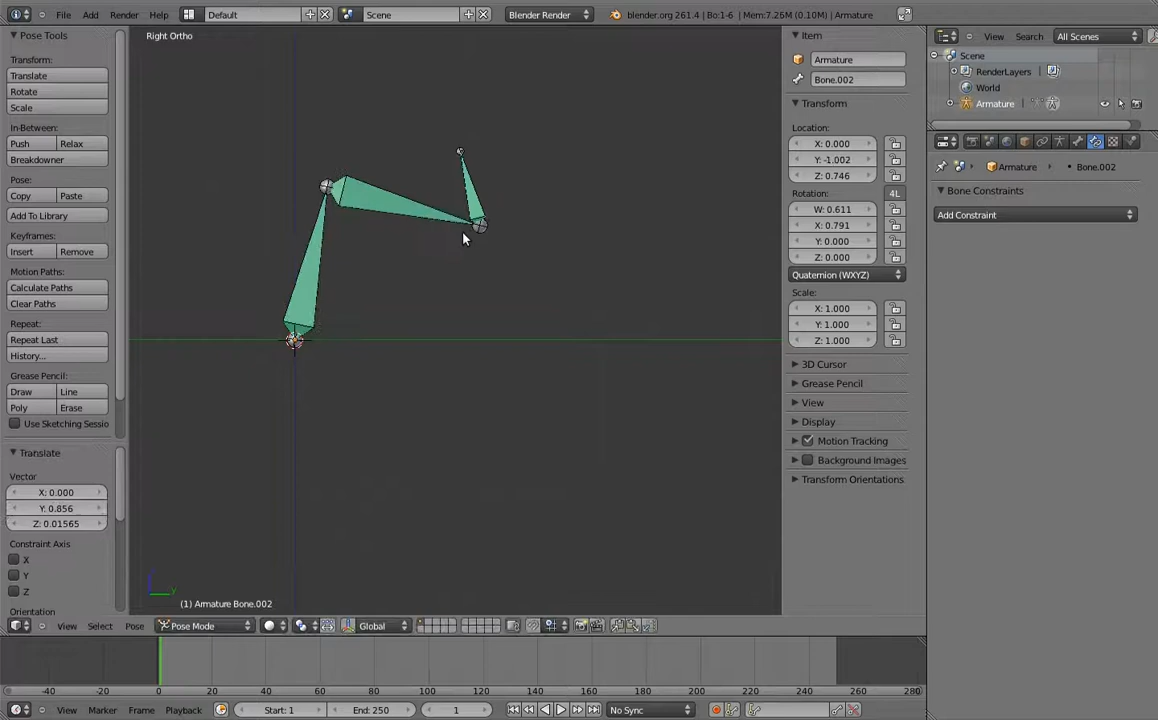 File Add Render Help Default Scene Blender Render blender.org 261.4 | Bo:1-6 | Mem:7.26M (0.10M) | Armature
View Search All Scenes
Scene
RenderLayers
World
Armature
Pose Tools
Transform:
Translate
Rotate
Scale
In-Between:
Push Relax
Breakdowner
Pose:
Copy Paste
Add To Library
Keyframes:
Insert Remove
Motion Paths:
Calculate Paths
Clear Paths
Repeat:
Repeat Last
History...
Grease Pencil:
Draw Line
Poly Erase
Use Sketching Sessio
Translate
Vector
X: 0.000
Y: 0.856
Z: 0.01565
Constraint Axis
X
Y
Z
Orientation
Right Ortho
y
(1) Armature Bone.002
Item
Armature
Bone.002
Transform
Location:
X: 0.000
Y: -1.002
Z: 0.746
Rotation: 4L
W: 0.611
X: 0.791
Y: 0.000
Z: 0.000
Quaternion (WXYZ)
Scale:
X: 1.000
Y: 1.000
Z: 1.000
3D Cursor
Grease Pencil
View
Display
Motion Tracking
Background Images
Transform Orientations
Armature Bone.002
Bone Constraints
Add Constraint
View Select Pose Pose Mode Global
-40 -20 0 20 40 60 80 100 120 140 160 180 200 220 240 260 280
View Marker Frame Playback Start: 1 End: 250 1 No Sync